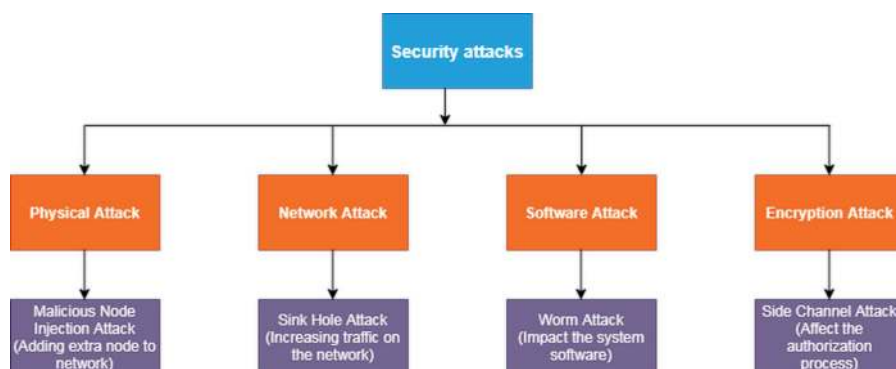 Security attacks
Physical Attack
Network Attack
Software Attack
Encryption Attack
Malicious Node
Injection Attack
(Adding extra node to
network)
Sink Hole Attack
(Increasing traffic on
the network)
Worm Attack
(Impact the system
software)
Side Channel Attack
(Affect the
authorization
process)